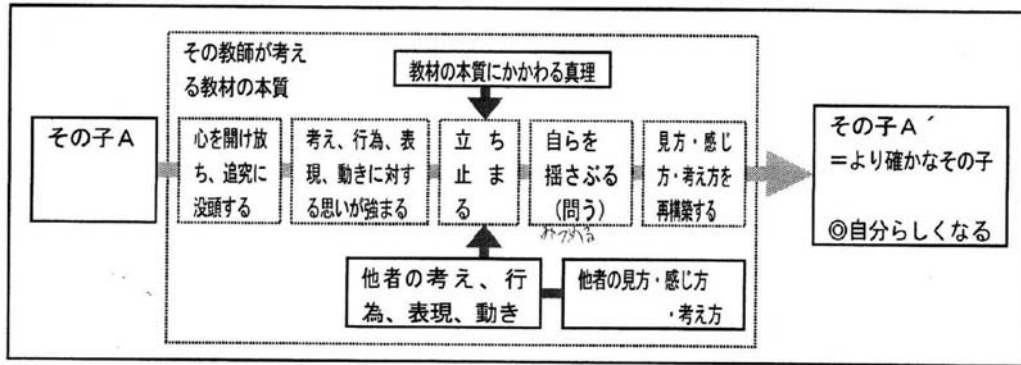 その教師が考え
る教材の本質
教材の本質にかかわる真理
その子A
心を開け放
ち、追究に
没頭する
考え、行為、表
現、動きに対す
る思いが強まる
立ち
止ま
る
自らを
揺さぶる
(問う)
見つめる
見方・感じ
方・考え方を
再構築する
その子A´
=より確かなその子
◎自分らしくなる
他者の考え、行
為、表現、動き
他者の見方・感じ方
・考え方